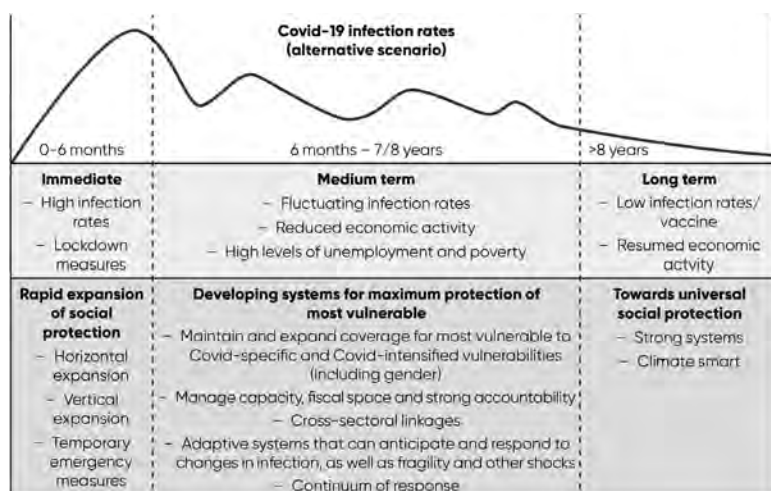 Covid-19 infection rates
(alternative scenario)
0-6 months
6 months – 7/8 years
>8 years
Immediate
– High infection
rates
– Lockdown
measures
Medium term
– Fluctuating infection rates
– Reduced economic activity
– High levels of unemployment and poverty
Long term
– Low infection rates/
vaccine
– Resumed economic
activty
Rapid expansion
of social
protection
– Horizontal
expansion
– Vertical
expansion
– Temporary
emergency
measures
Developing systems for maximum protection of
most vulnerable
– Maintain and expand coverage for most vulnerable to
Covid-specific and Covid-intensified vulnerabilities
(including gender)
– Manage capacity, fiscal space and strong accountability
– Cross-sectoral linkages
– Adaptive systems that can anticipate and respond to
changes in infection, as well as fragility and other shocks
– Continuum of response
Towards universal
social protection
– Strong systems
– Climate smart